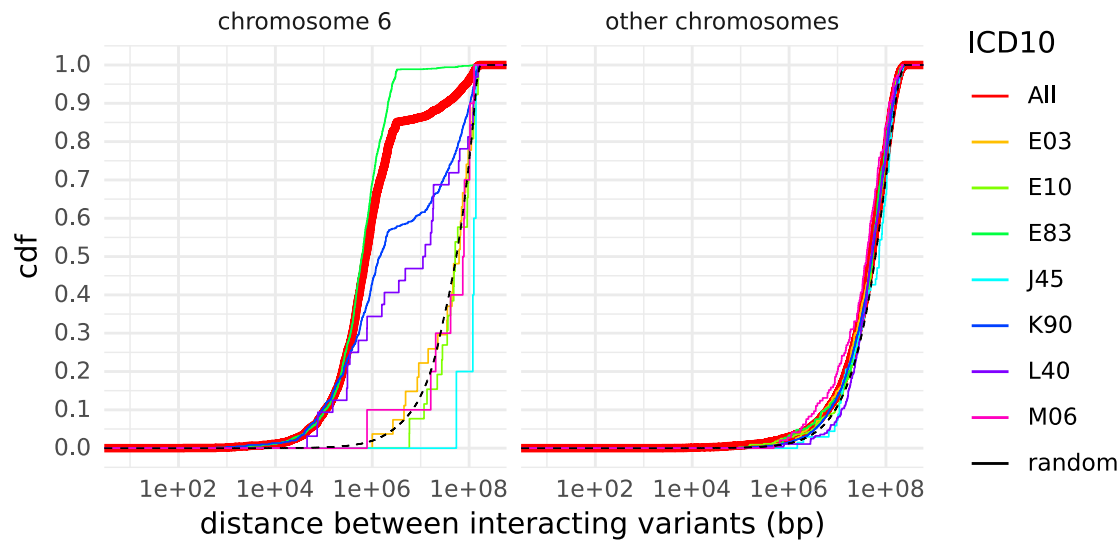 chromosome 6
other chromosomes
1.0
0.9
0.8
0.7
0.6
0.5
0.4
0.3
0.2
0.1
0.0
cdf
1e+02 1e+04 1e+06 1e+08
1e+02 1e+04 1e+06 1e+08
distance between interacting variants (bp)
ICD10
All
E03
E10
E83
J45
K90
L40
M06
random